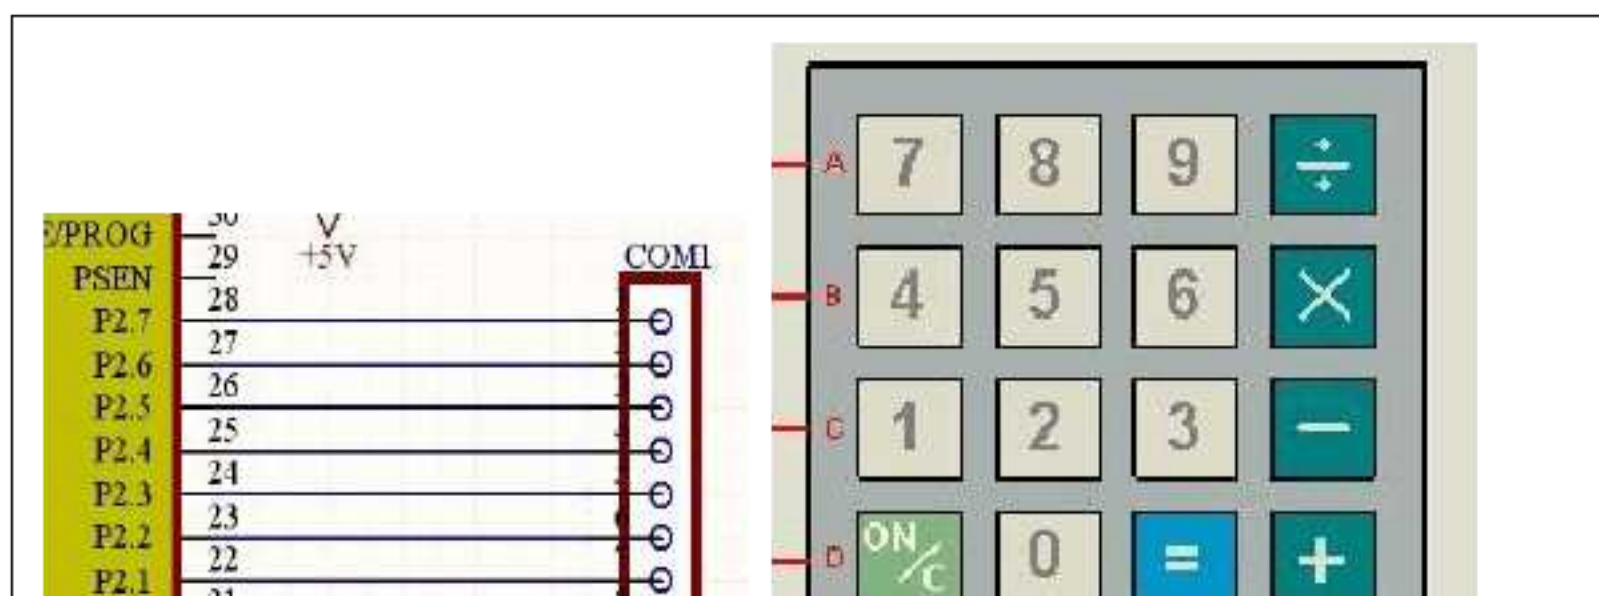 30
E/PROG
29
+5V
PSEN
28
P2.7
27
P2.6
26
P2.5
25
P2.4
24
P2.3
23
P2.2
22
P2.1
COM1
A 7 8 9 ÷
B 4 5 6 ×
C 1 2 3 −
D ON/C 0 = +